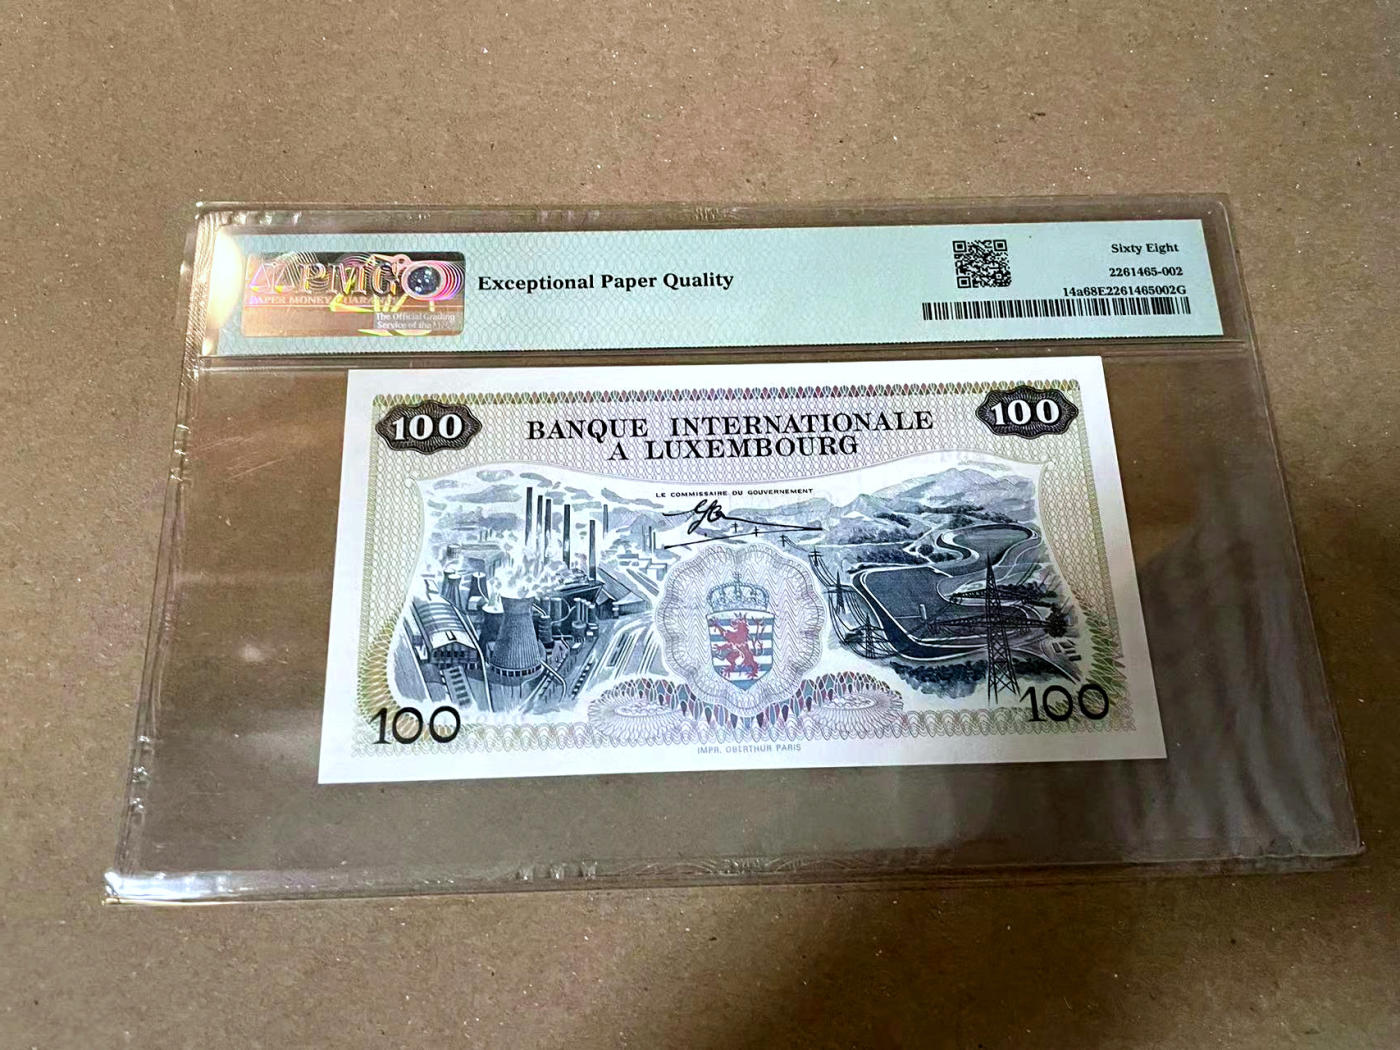 PMG
PAPER MONEY GUARANTY
The Official Grading
Service of the
Exceptional Paper Quality
Sixty Eight
2261465-002
14a68E2261465002G
100
100
BANQUE INTERNATIONALE
A LUXEMBOURG
LE COMMISSAIRE DU GOUVERNEMENT
100
100
IMPR. OBERTHUR PARIS